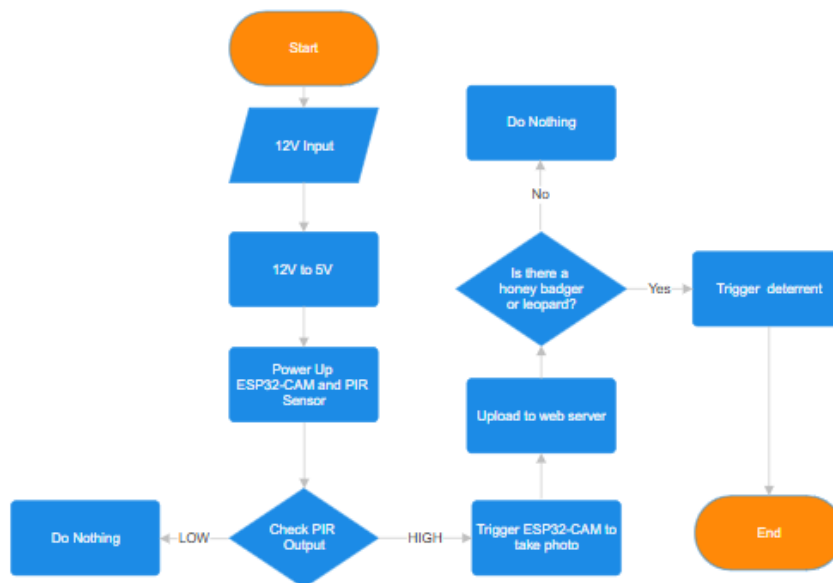 Start
12V Input
12V to 5V
Power Up
ESP32-CAM and PIR
Sensor
Check PIR
Output
LOW
Do Nothing
HIGH
Trigger ESP32-CAM to
take photo
Upload to web server
Is there a
honey badger
or leopard?
No
Do Nothing
Yes
Trigger deterrent
End